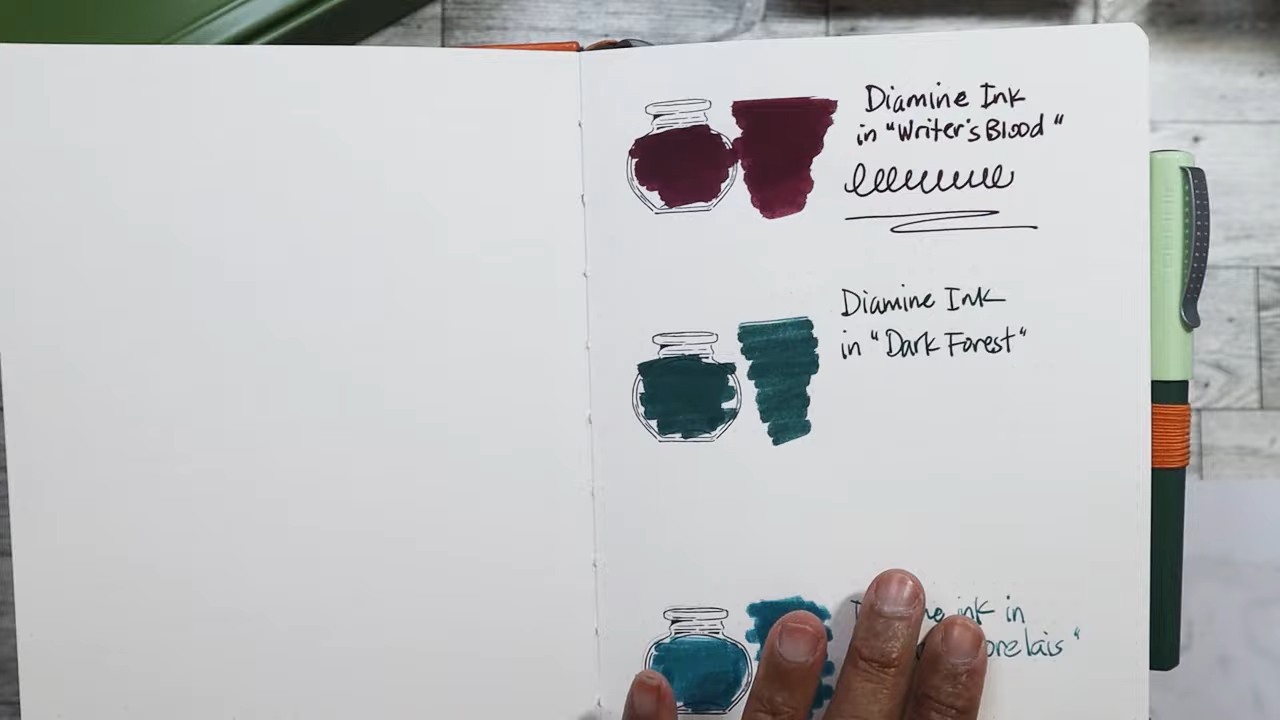 Diamine Ink
in "Writer's Blood"
Diamine Ink
in "Dark Forest"
ink in